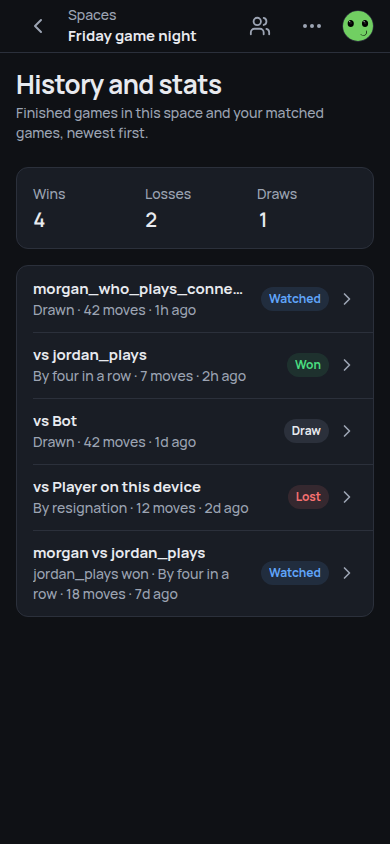 Spaces
Friday game night
History and stats
Finished games in this space and your matched
games, newest first.
Wins
Losses
Draws
4
2
1
morgan_who_plays_conne…
Watched
Drawn · 42 moves · 1h ago
vs jordan_plays
Won
By four in a row · 7 moves · 2h ago
vs Bot
Draw
Drawn · 42 moves · 1d ago
vs Player on this device
Lost
By resignation · 12 moves · 2d ago
morgan vs jordan_plays
jordan_plays won · By four in a
Watched
row · 18 moves · 7d ago